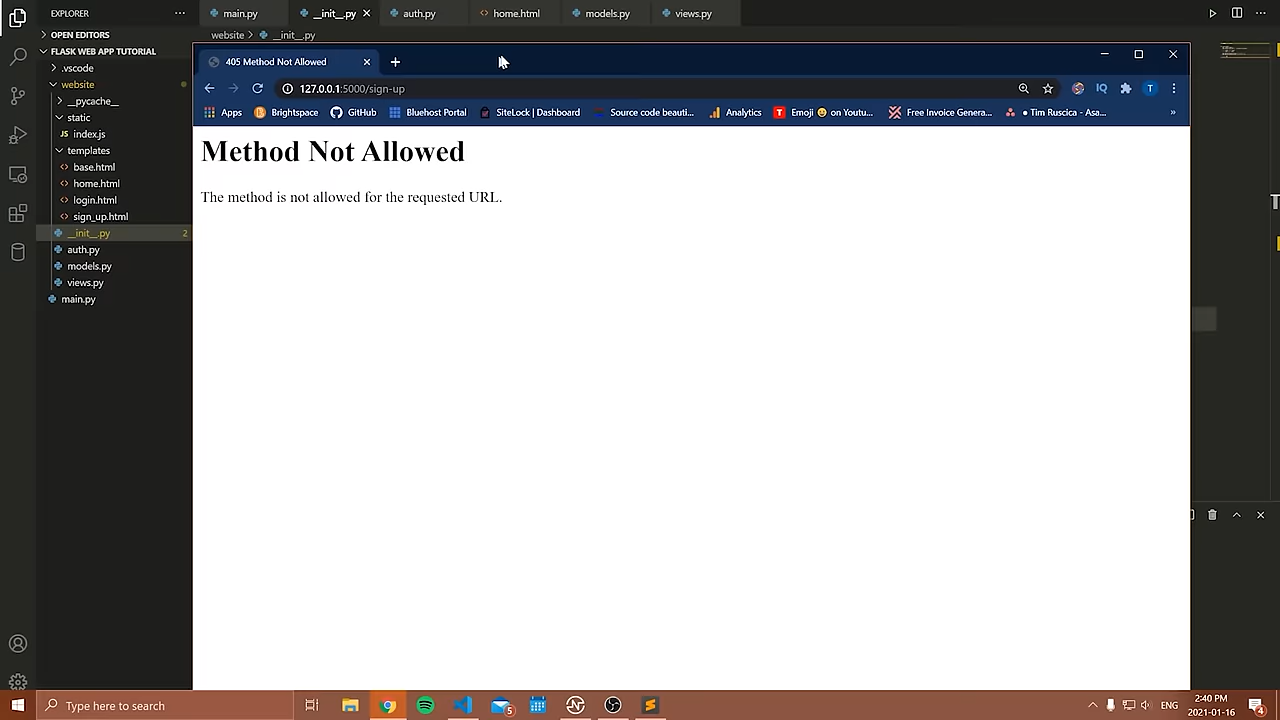 EXPLORER
main.py
__init__.py
auth.py
home.html
models.py
views.py
OPEN EDITORS
website > __init__.py
FLASK WEB APP TUTORIAL
.vscode
website
__pycache__
static
index.js
templates
base.html
home.html
login.html
sign_up.html
__init__.py 2
auth.py
models.py
views.py
main.py
405 Method Not Allowed
127.0.0.1:5000/sign-up
IQ
T
Apps
Brightspace
GitHub
Bluehost Portal
SiteLock | Dashboard
Source code beauti...
Analytics
T
Emoji 😀 on Youtu...
Free Invoice Genera...
• Tim Ruscica - Asa...
»
Method Not Allowed
The method is not allowed for the requested URL.
Type here to search
5
ENG
2:40 PM
2021-01-16
4